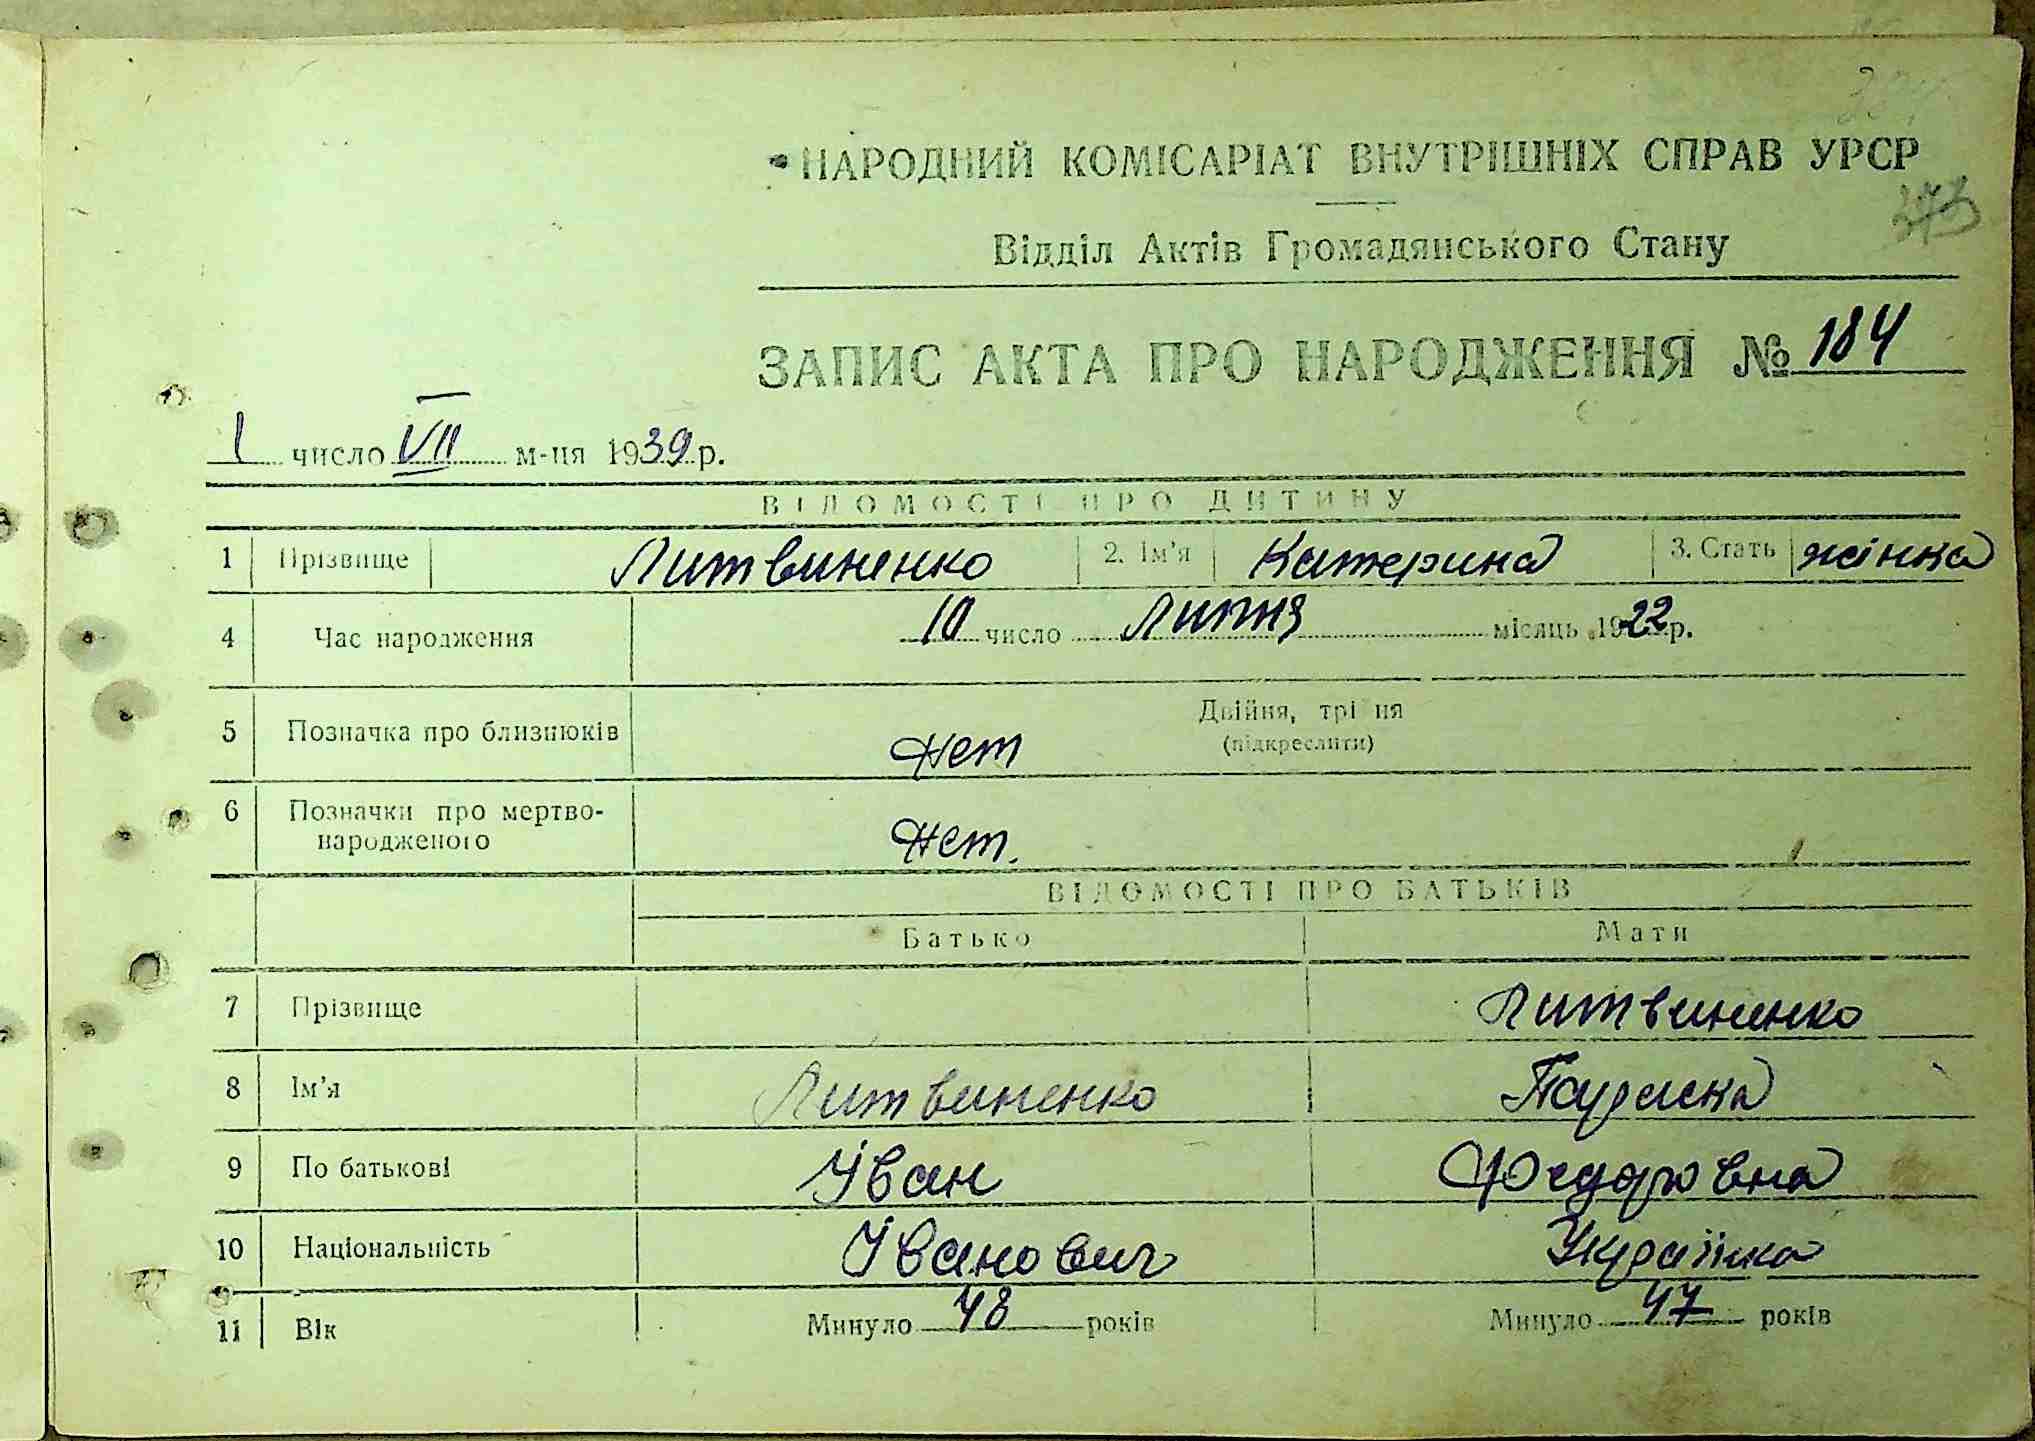 НАРОДНИЙ КОМІСАРІАТ ВНУТРІШНІХ СПРАВ УРСР
373
Відділ Актів Громадянського Стану
ЗАПИС АКТА ПРО НАРОДЖЕННЯ № 184
1 число VII м-ця 1939 р.
ВІДОМОСТІ ПРО ДИТИНУ
1 Прізвище Литвиненко 2. Ім'я Катерина 3. Стать жінка
4 Час народження 10 число Липня місяць 1922 р.
5 Позначка про близнюків нет Двійня, трійня
(підкреслити)
6 Позначки про мертво-
народженого нет.
ВІДОМОСТІ ПРО БАТЬКІВ
Батько Мати
7 Прізвище Литвиненко
8 Ім'я Литвиненко Параска
9 По батькові Іван Федоровна
10 Національність Іванович Українка
11 Вік Минуло 48 років Минуло 47 років